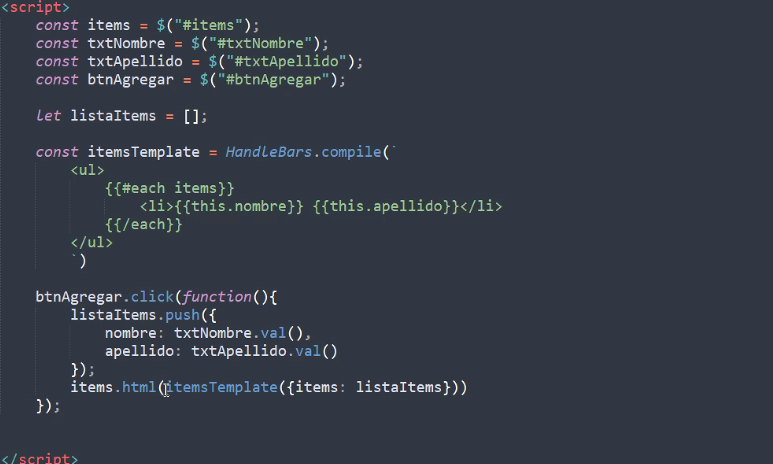 <script>
const items = $("#items");
const txtNombre = $("#txtNombre");
const txtApellido = $("#txtApellido");
const btnAgregar = $("#btnAgregar");
let listaItems = [];
const itemsTemplate = HandleBars.compile(`
<ul>
{{#each items}}
<li>{{this.nombre}} {{this.apellido}}</li>
{{/each}}
</ul>
`)
btnAgregar.click(function(){
listaItems.push({
nombre: txtNombre.val(),
apellido: txtApellido.val()
});
items.html(itemsTemplate({items: listaItems}))
});
</script>